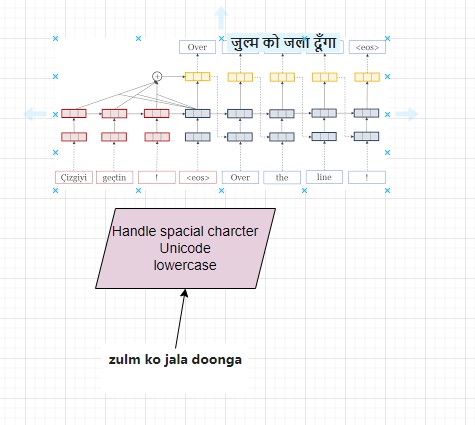 Over जुल्म को जला दूँगा <eos>
Çizgiyi geçtin ! <eos> Over the line !
Handle spacial charcter
Unicode
lowercase
zulm ko jala doonga